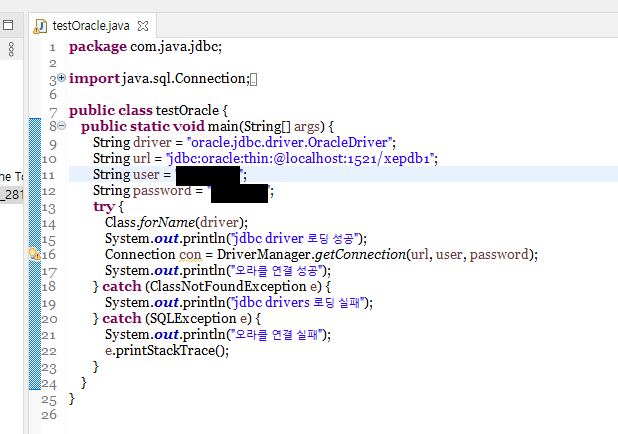 testOracle.java
1 package com.java.jdbc;
2
3 import java.sql.Connection;
6
7 public class testOracle {
8 public static void main(String[] args) {
9 String driver = "oracle.jdbc.driver.OracleDriver";
10 String url = "jdbc:oracle:thin:@localhost:1521/xepdb1";
11 String user = " ";
12 String password = " ";
13 try {
14 Class.forName(driver);
15 System.out.println("jdbc driver 로딩 성공");
16 Connection con = DriverManager.getConnection(url, user, password);
17 System.out.println("오라클 연결 성공");
18 } catch (ClassNotFoundException e) {
19 System.out.println("jdbc drivers 로딩 실패");
20 } catch (SQLException e) {
21 System.out.println("오라클 연결 실패");
22 e.printStackTrace();
23 }
24 }
25 }
26
he To
_281